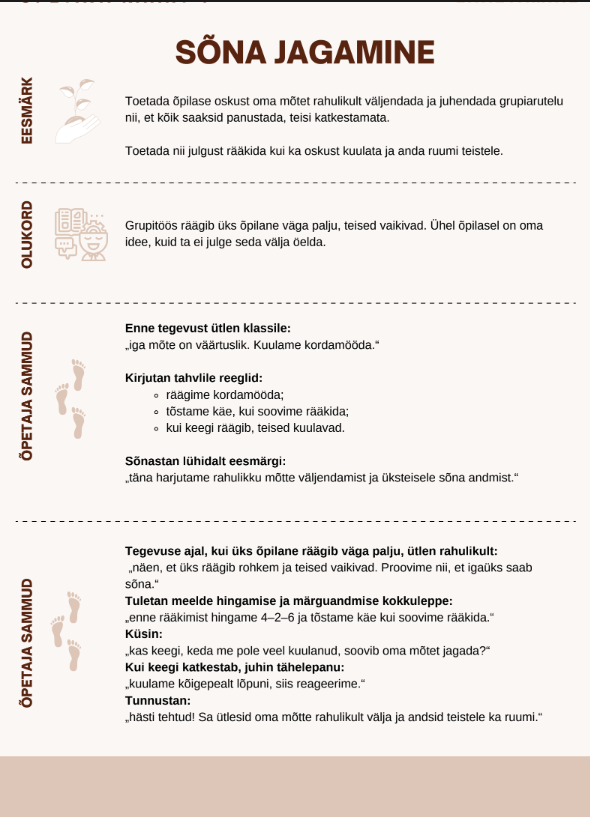 SÕNA JAGAMINE
EESMÄRK
Toetada õpilase oskust oma mõtet rahulikult väljendada ja juhendada grupiarutelu
nii, et kõik saaksid panustada, teisi katkestamata.
Toetada nii julgust rääkida kui ka oskust kuulata ja anda ruumi teistele.
OLUKORD
Grupitöös räägib üks õpilane väga palju, teised vaikivad. Ühel õpilasel on oma
idee, kuid ta ei julge seda välja öelda.
ÕPETAJA SAMMUD
Enne tegevust ütlen klassile:
„iga mõte on väärtuslik. Kuulame kordamööda.“
Kirjutan tahvlile reeglid:
◦ räägime kordamööda;
◦ tõstame käe, kui soovime rääkida;
◦ kui keegi räägib, teised kuulavad.
Sõnastan lühidalt eesmärgi:
„täna harjutame rahulikku mõtte väljendamist ja üksteisele sõna andmist.“
ÕPETAJA SAMMUD
Tegevuse ajal, kui üks õpilane räägib väga palju, ütlen rahulikult:
„näen, et üks räägib rohkem ja teised vaikivad. Proovime nii, et igaüks saab
sõna.“
Tuletan meelde hingamise ja märguandmise kokkuleppe:
„enne rääkimist hingame 4–2–6 ja tõstame käe kui soovime rääkida.“
Küsin:
„kas keegi, keda me pole veel kuulanud, soovib oma mõtet jagada?“
Kui keegi katkestab, juhin tähelepanu:
„kuulame kõigepealt lõpuni, siis reageerime.“
Tunnustan:
„hästi tehtud! Sa ütlesid oma mõtte rahulikult välja ja andsid teistele ka ruumi.“